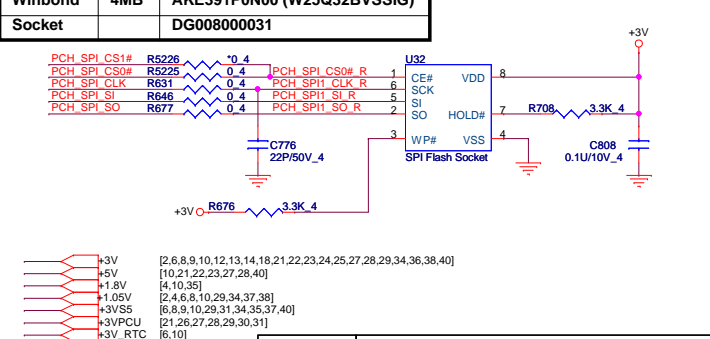 Winbond 4MB AKE391P0N00 (W25Q32BVSSIG)
Socket DG008000031
+3V
PCH_SPI_CS1# R5226 *0_4 U32
PCH_SPI_CS0# R5225 0_4 PCH_SPI_CS0#_R 1 CE# VDD 8
PCH_SPI_CLK R631 0_4 PCH_SPI1_CLK_R 6 SCK
PCH_SPI_SI R646 0_4 PCH_SPI1_SI_R 5 SI
PCH_SPI_SO R677 0_4 PCH_SPI1_SO_R 2 SO HOLD# 7 R708 3.3K_4
3 WP# VSS 4
C776
22P/50V_4
SPI Flash Socket
C808
0.1U/10V_4
+3V R676 3.3K_4
+3V [2,6,8,9,10,12,13,14,18,21,22,23,24,25,27,28,29,34,36,38,40]
+5V [10,21,22,23,27,28,40]
+1.8V [4,10,35]
+1.05V [2,4,6,8,10,29,34,37,38]
+3VS5 [6,8,9,10,29,31,34,35,37,40]
+3VPCU [21,26,27,28,29,30,31]
+3V_RTC [6,10]